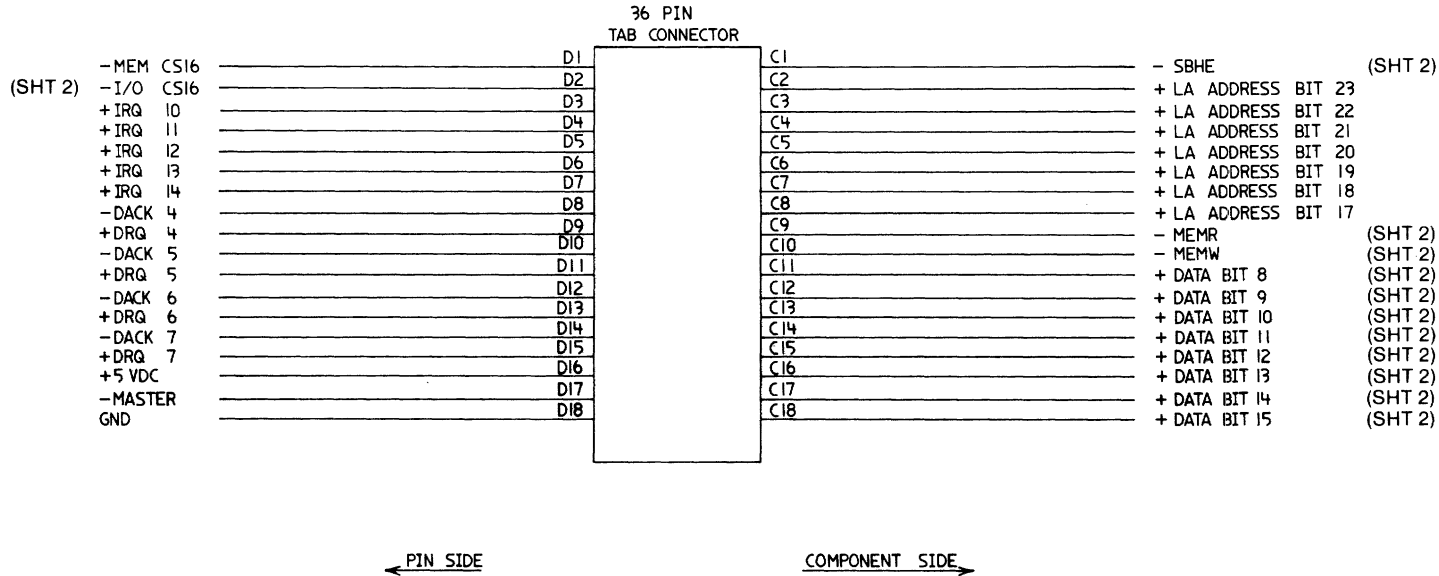 36 PIN
TAB CONNECTOR
-MEM CS16 D1 C1 - SBHE (SHT 2)
(SHT 2) -I/O CS16 D2 C2 + LA ADDRESS BIT 23
+IRQ 10 D3 C3 + LA ADDRESS BIT 22
+IRQ 11 D4 C4 + LA ADDRESS BIT 21
+IRQ 12 D5 C5 + LA ADDRESS BIT 20
+IRQ 13 D6 C6 + LA ADDRESS BIT 19
+IRQ 14 D7 C7 + LA ADDRESS BIT 18
-DACK 4 D8 C8 + LA ADDRESS BIT 17
+DRQ 4 D9 C9 - MEMR (SHT 2)
-DACK 5 D10 C10 - MEMW (SHT 2)
+DRQ 5 D11 C11 + DATA BIT 8 (SHT 2)
-DACK 6 D12 C12 + DATA BIT 9 (SHT 2)
+DRQ 6 D13 C13 + DATA BIT 10 (SHT 2)
-DACK 7 D14 C14 + DATA BIT 11 (SHT 2)
+DRQ 7 D15 C15 + DATA BIT 12 (SHT 2)
+5 VDC D16 C16 + DATA BIT 13 (SHT 2)
-MASTER D17 C17 + DATA BIT 14 (SHT 2)
GND D18 C18 + DATA BIT 15 (SHT 2)
PIN SIDE COMPONENT SIDE